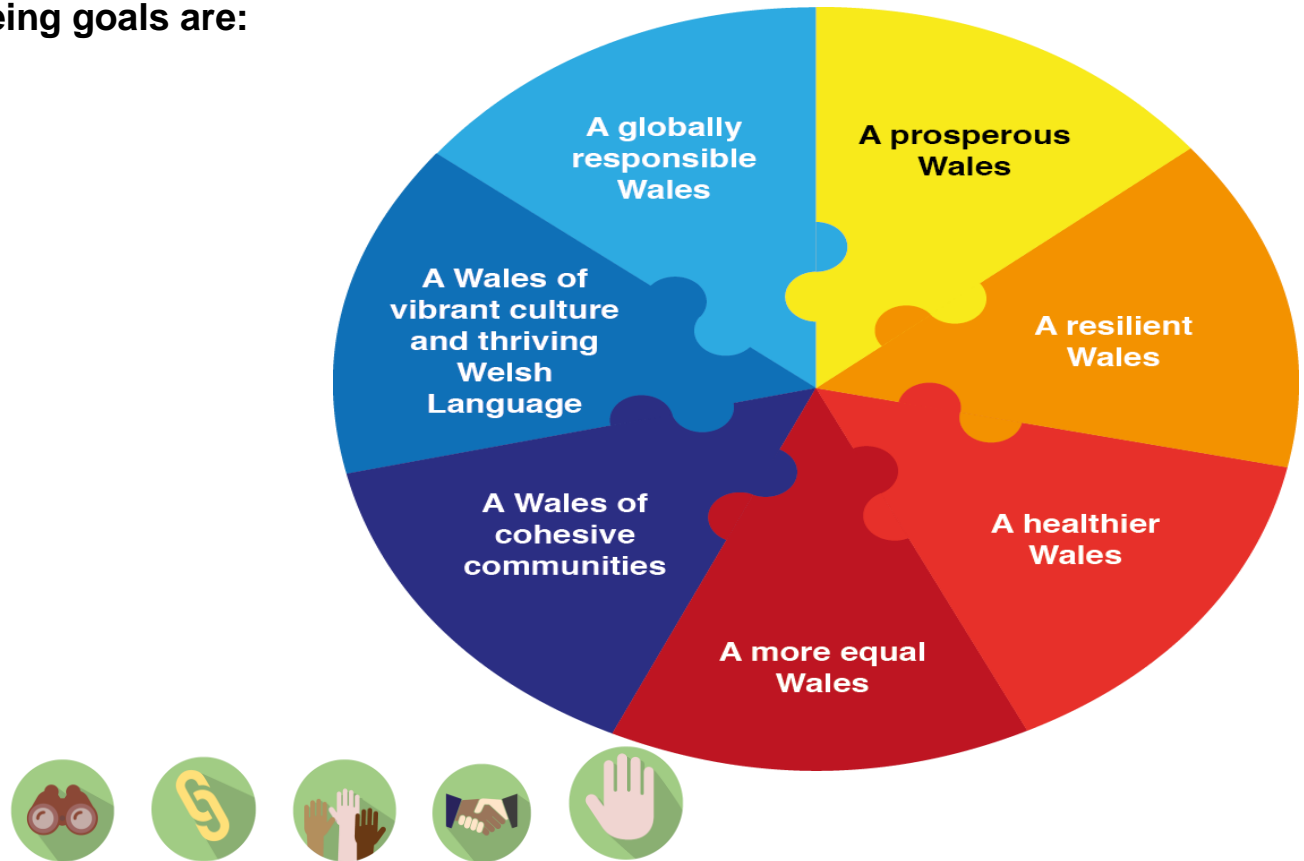 eing goals are:
A prosperous
Wales
A resilient
Wales
A healthier
Wales
A more equal
Wales
A Wales of
cohesive
communities
A Wales of
vibrant culture
and thriving
Welsh
Language
A globally
responsible
Wales